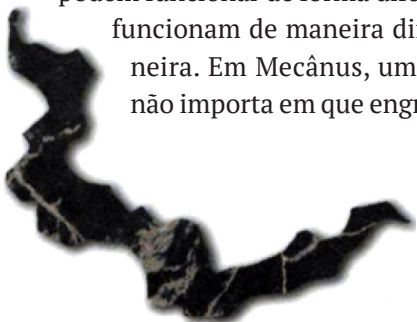 podem funcionar de forma
funcionam de maneira
neira. Em Mecânus, um
não importa em que